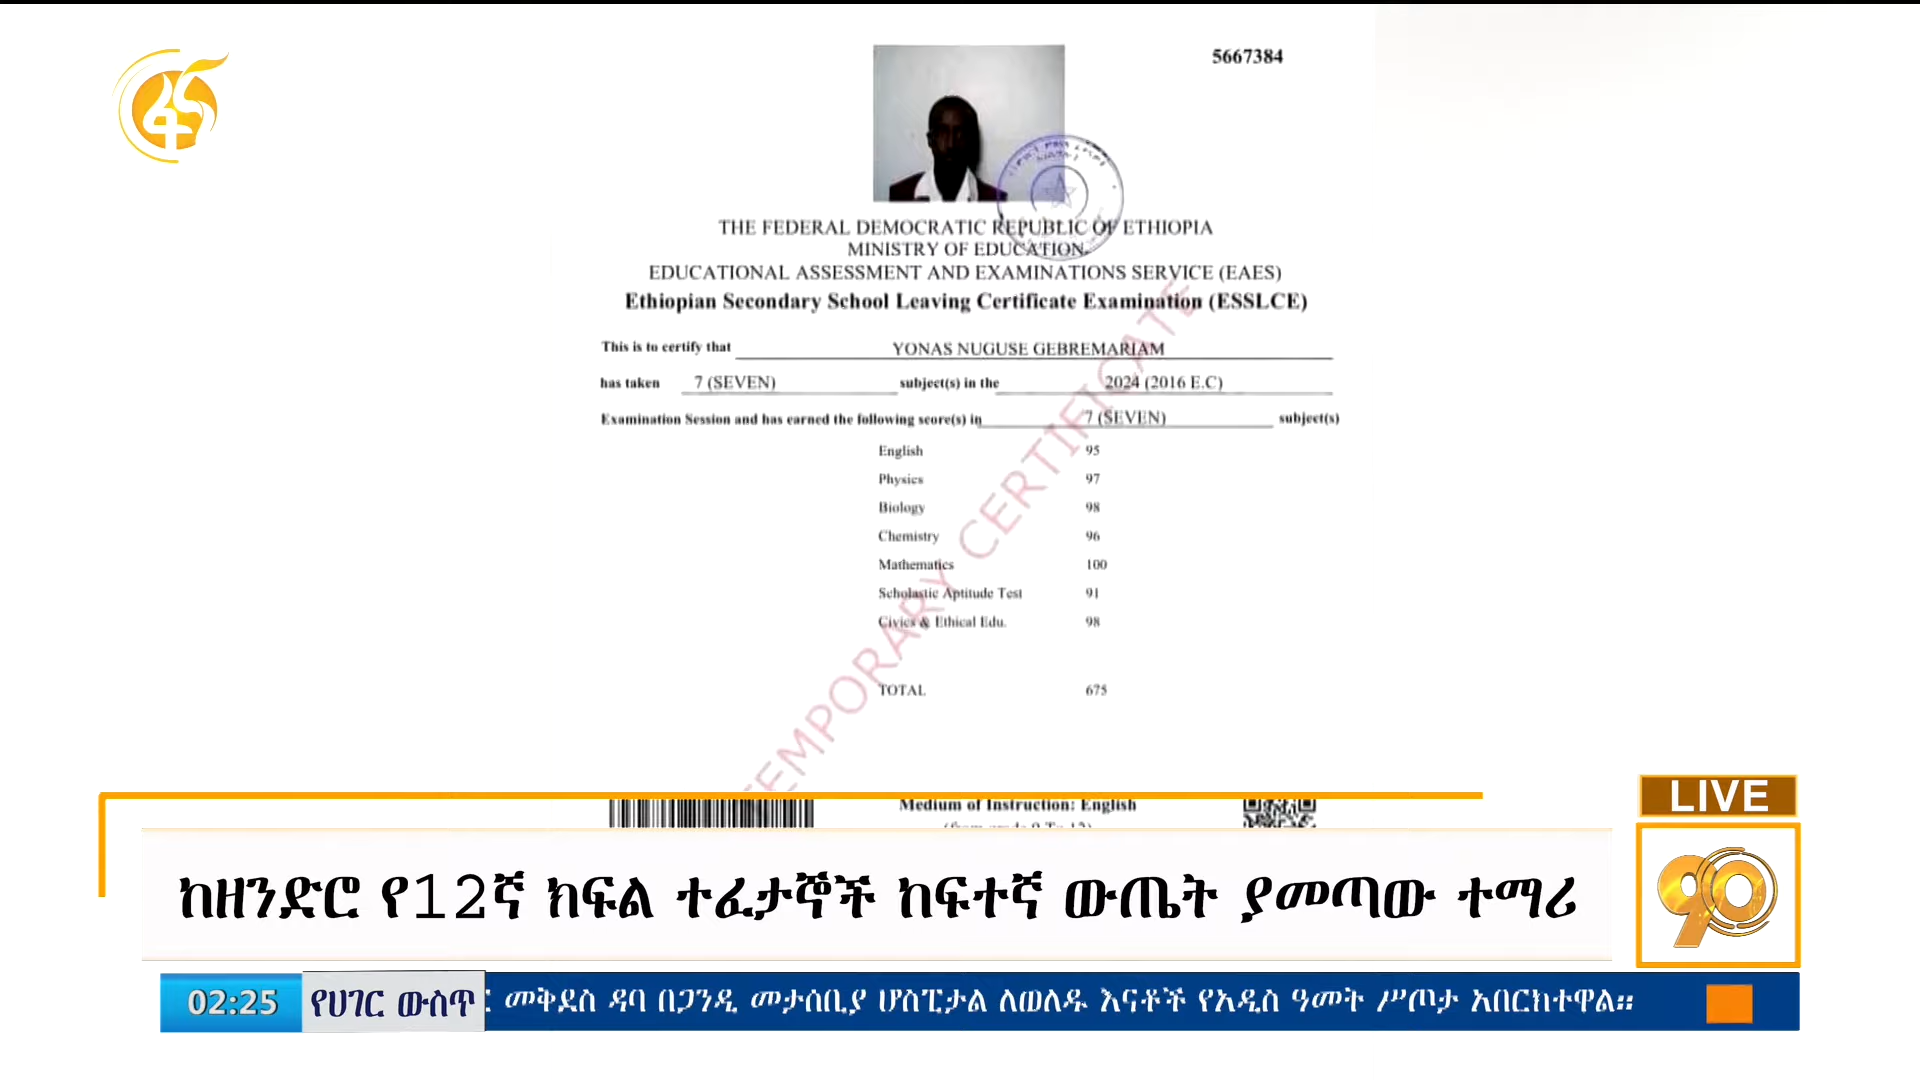 5667384
THE FEDERAL DEMOCRATIC REPUBLIC OF ETHIOPIA
MINISTRY OF EDUCATION
EDUCATIONAL ASSESSMENT AND EXAMINATIONS SERVICE (EAES)
Ethiopian Secondary School Leaving Certificate Examination (ESSLCE)
This is to certify that YONAS NUGUSE GEBREMARIAM
has taken 7 (SEVEN) subject(s) in the 2024 (2016 E.C)
Examination Session and has earned the following score(s) in 7 (SEVEN) subject(s)
English 95
Physics 97
Biology 98
Chemistry 96
Mathematics 100
Scholastic Aptitude Test 91
Civics & Ethical Edu. 98
TOTAL 675
TEMPORARY CERTIFICATE
Medium of Instruction: English
LIVE
ከዘንድሮ የ12ኛ ክፍል ተፈታኞች ከፍተኛ ውጤት ያመጣው ተማሪ
90
02:25 የሀገር ውስጥ : መቅደስ ዳባ በጋንዲ መታሰቢያ ሆስፒታል ለወለዱ እናቶች የአዲስ ዓመት ሥጦታ አበርክተዋል።